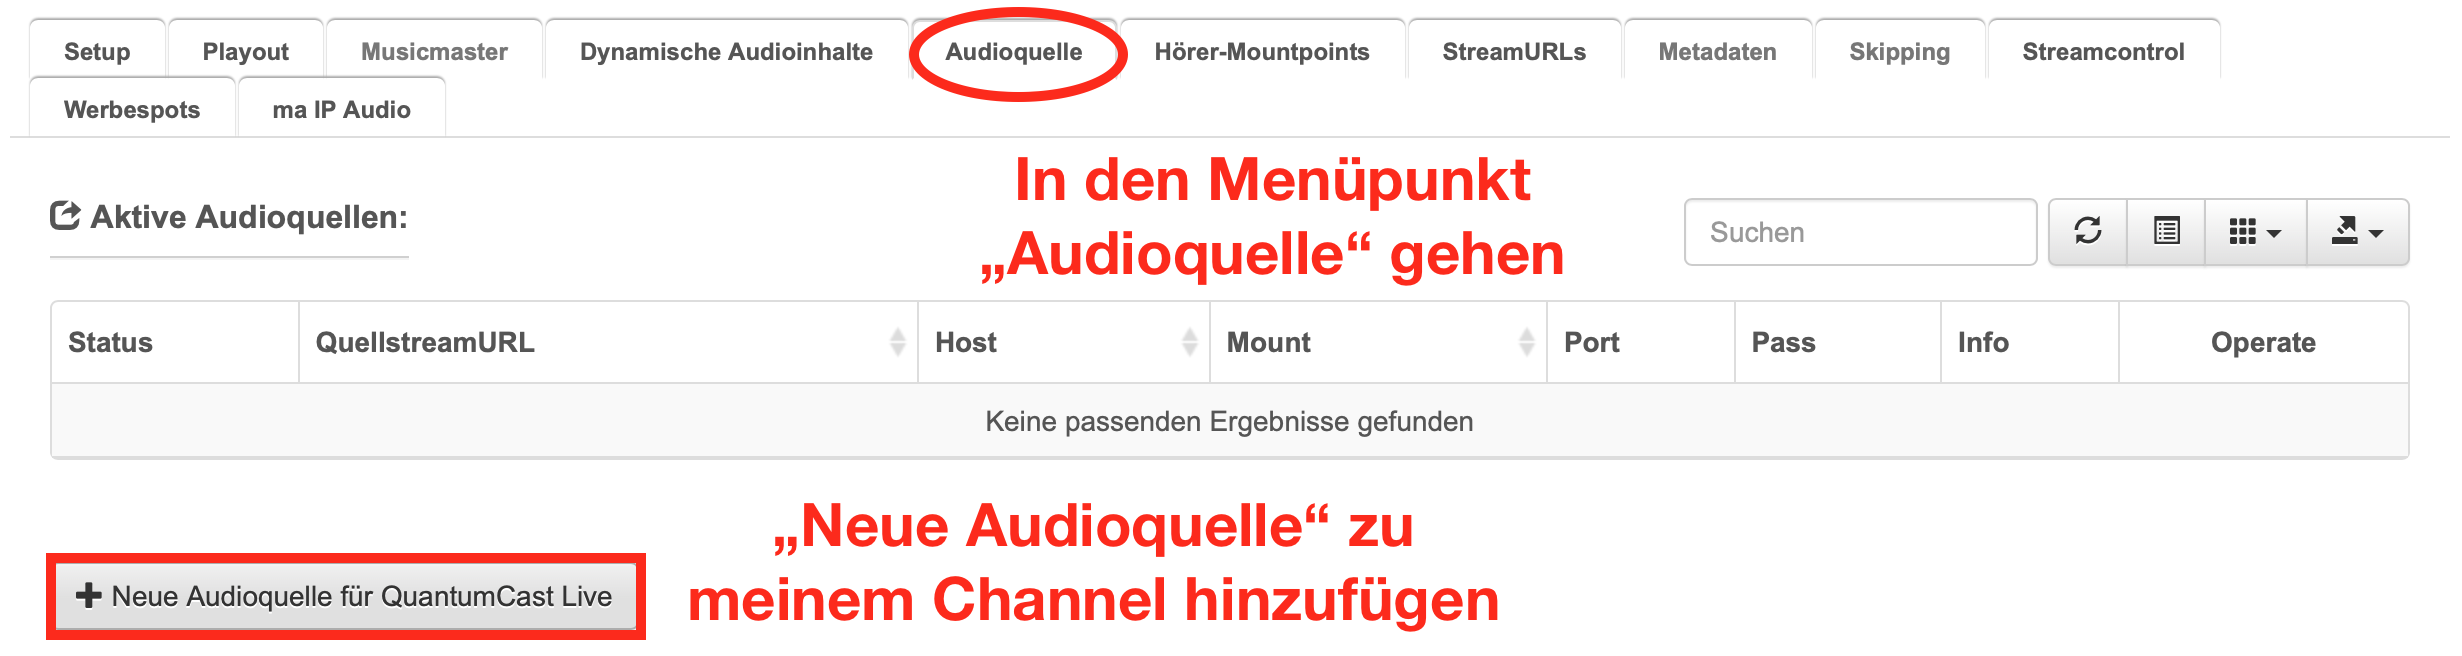 Setup Playout Musicmaster Dynamische Audioinhalte Audioquelle Hörer-Mountpoints StreamURLs Metadaten Skipping Streamcontrol
Werbespots ma IP Audio
In den Menüpunkt
„Audioquelle“ gehen
Aktive Audioquellen:
Suchen
Status QuellstreamURL Host Mount Port Pass Info Operate
Keine passenden Ergebnisse gefunden
„Neue Audioquelle“ zu
meinem Channel hinzufügen
Neue Audioquelle für QuantumCast Live